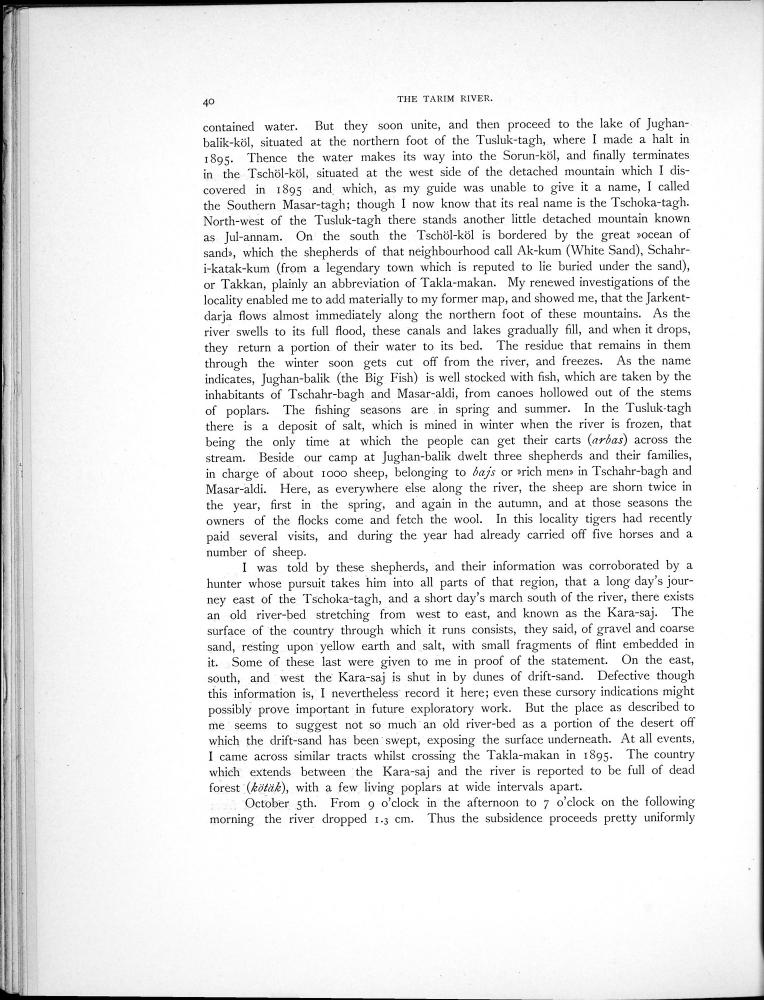 40
THE TARIM RIVER.
contained water. But they soon unite, and then proceed to the lake of Jughan-
balik-köl, situated at the northern foot of the Tusluk-tagh, where I made a halt in
1895. Thence the water makes its way into the Sorun-köl, and finally terminates
in the Tschöl-köl, situated at the west side of the detached mountain which I dis-
covered in 1895 and which, as my guide was unable to give it a name, I called
the Southern Masar-tagh; though I now know that its real name is the Tschoka-tagh.
North-west of the Tusluk-tagh there stands another little detached mountain known
as Jul-annam. On the south the Tschöl-köl is bordered by the great »ocean of
sand», which the shepherds of that neighbourhood call Ak-kum (White Sand), Schahr-
i-katak-kum (from a legendary town which is reputed to lie buried under the sand),
or Takkan, plainly an abbreviation of Takla-makan. My renewed investigations of the
locality enabled me to add materially to my former map, and showed me, that the Jarkent-
darja flows almost immediately along the northern foot of these mountains. As the
river swells to its full flood, these canals and lakes gradually fill, and when it drops,
they return a portion of their water to its bed. The residue that remains in them
through the winter soon gets cut off from the river, and freezes. As the name
indicates, Jughan-balik (the Big Fish) is well stocked with fish, which are taken by the
inhabitants of Tschahr-bagh and Masar-aldi, from canoes hollowed out of the stems
of poplars. The fishing seasons are in spring and summer. In the Tusluk-tagh
there is a deposit of salt, which is mined in winter when the river is frozen, that
being the only time at which the people can get their carts (arbas) across the
stream. Beside our camp at Jughan-balik dwelt three shepherds and their families,
in charge of about 1000 sheep, belonging to bajs or »rich men» in Tschahr-bagh and
Masar-aldi. Here, as everywhere else along the river, the sheep are shorn twice in
the year, first in the spring, and again in the autumn, and at those seasons the
owners of the flocks come and fetch the wool. In this locality tigers had recently
paid several visits, and during the year had already carried off five horses and a
number of sheep.
I was told by these shepherds, and their information was corroborated by a
hunter whose pursuit takes him into all parts of that region, that a long day's jour-
ney east of the Tschoka-tagh, and a short day's march south of the river, there exists
an old river-bed stretching from west to east, and known as the Kara-saj. The
surface of the country through which it runs consists, they said, of gravel and coarse
sand, resting upon yellow earth and salt, with small fragments of flint embedded in
it. Some of these last were given to me in proof of the statement. On the east,
south, and west the Kara-saj is shut in by dunes of drift-sand. Defective though
this information is, I nevertheless record it here; even these cursory indications might
possibly prove important in future exploratory work. But the place as described to
me seems to suggest not so much an old river-bed as a portion of the desert off
which the drift-sand has been swept, exposing the surface underneath. At all events,
I came across similar tracts whilst crossing the Takla-makan in 1895. The country
which extends between the Kara-saj and the river is reported to be full of dead
forest (kötäk), with a few living poplars at wide intervals apart.
October 5th. From 9 o'clock in the afternoon to 7 o'clock on the following
morning the river dropped 1.3 cm. Thus the subsidence proceeds pretty uniformly